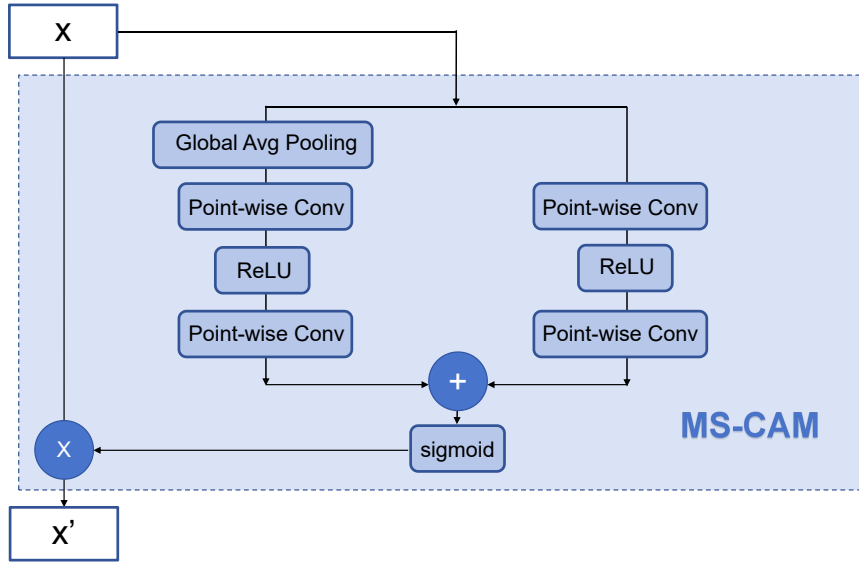 X
Global Avg Pooling
Point-wise Conv
Point-wise Conv
ReLU
ReLU
Point-wise Conv
Point-wise Conv
+
MS-CAM
X
sigmoid
X’